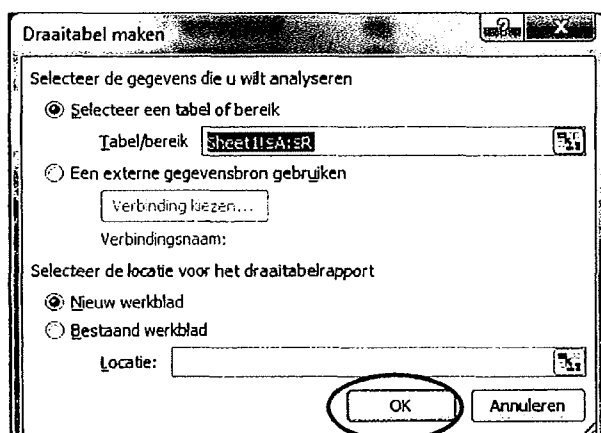 Draaitabel maken
Selecteer de gegevens die u wilt analyseren
Selecteer een tabel of bereik
Tabel/bereik Sheet1!$A:$R
Een externe gegevensbron gebruiken
Verbinding kiezen...
Verbindingsnaam:
Selecteer de locatie voor het draaitabelrapport
Nieuw werkblad
Bestaand werkblad
Locatie:
OK Annuleren